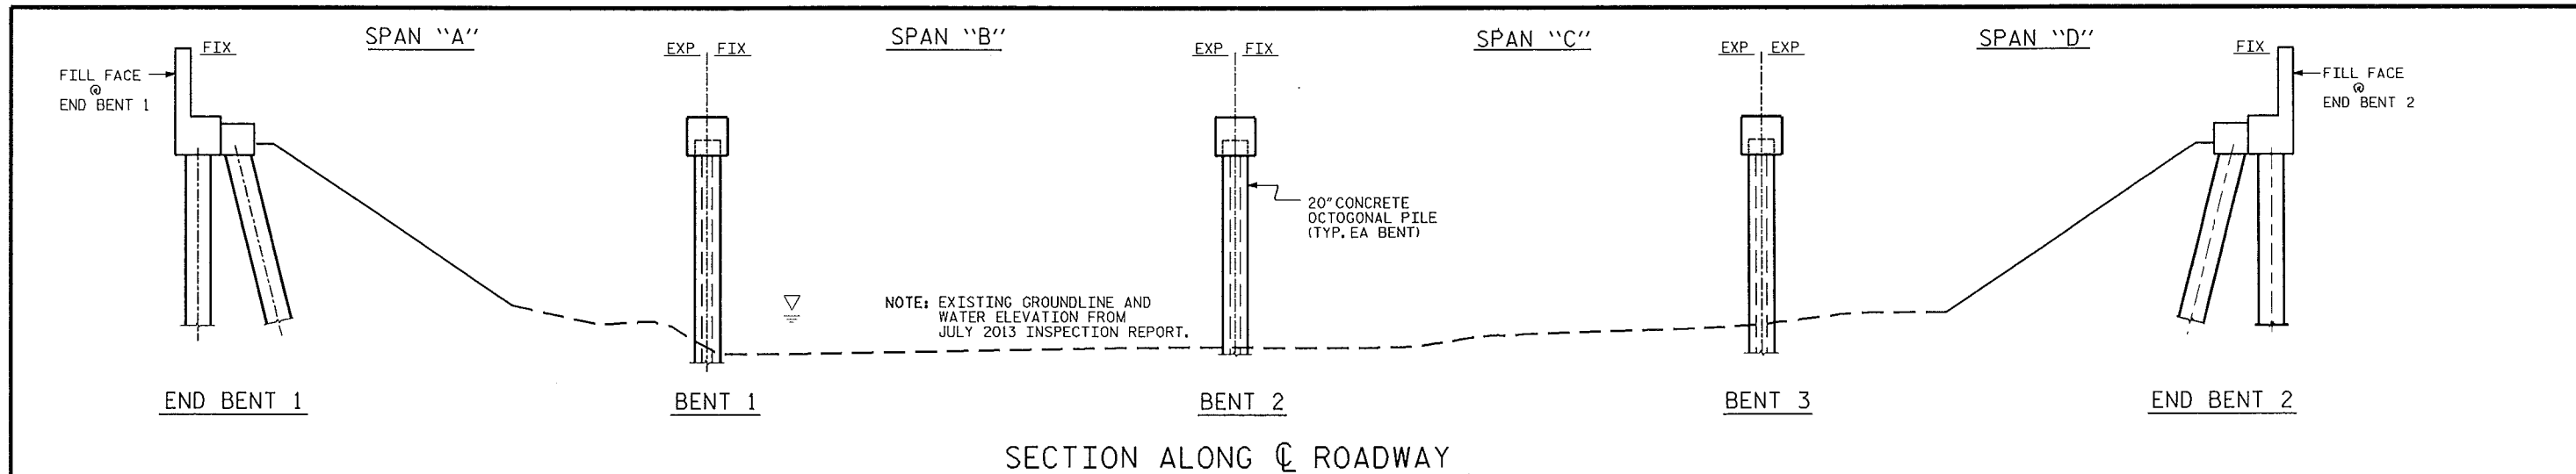 SPAN "A"
SPAN "B"
SPAN "C"
SPAN "D"
FIX
EXP FIX
EXP FIX
EXP EXP
FIX
FILL FACE
@
END BENT 1
FILL FACE
@
END BENT 2
20" CONCRETE
OCTOGONAL PILE
(TYP. EA BENT)
NOTE: EXISTING GROUNDLINE AND
WATER ELEVATION FROM
JULY 2013 INSPECTION REPORT.
END BENT 1
BENT 1
BENT 2
BENT 3
END BENT 2
SECTION ALONG ℄ ROADWAY